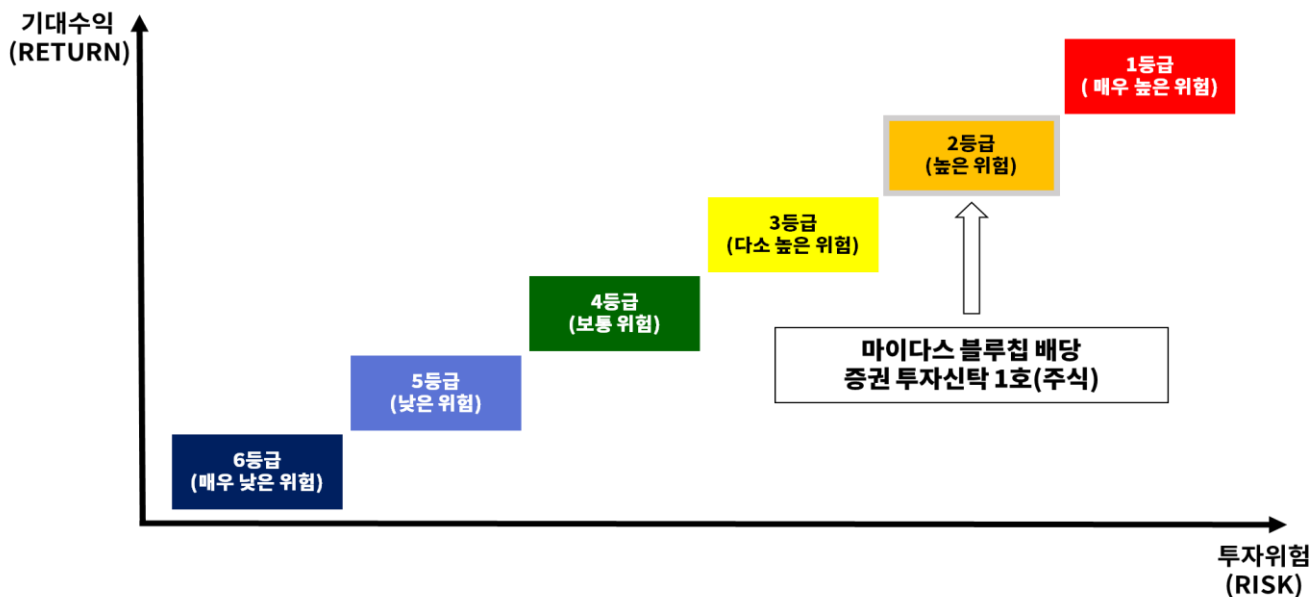 기대수익
(RETURN)
1등급
( 매우 높은 위험)
2등급
(높은 위험)
3등급
(다소 높은 위험)
4등급
(보통 위험)
마이다스 블루칩 배당
증권 투자신탁 1호(주식)
5등급
(낮은 위험)
6등급
(매우 낮은 위험)
투자위험
(RISK)